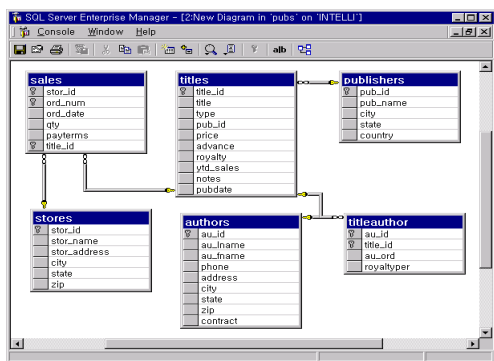 SQL Server Enterprise Manager - [2:New Diagram in 'pubs' on 'INTELLI']
Console Window Help
ab
sales
stor_id
ord_num
ord_date
qty
payterms
title_id
titles
title_id
title
type
pub_id
price
advance
royalty
ytd_sales
notes
pubdate
publishers
pub_id
pub_name
city
state
country
stores
stor_id
stor_name
stor_address
city
state
zip
authors
au_id
au_lname
au_fname
phone
address
city
state
zip
contract
titleauthor
au_id
title_id
au_ord
royaltyper